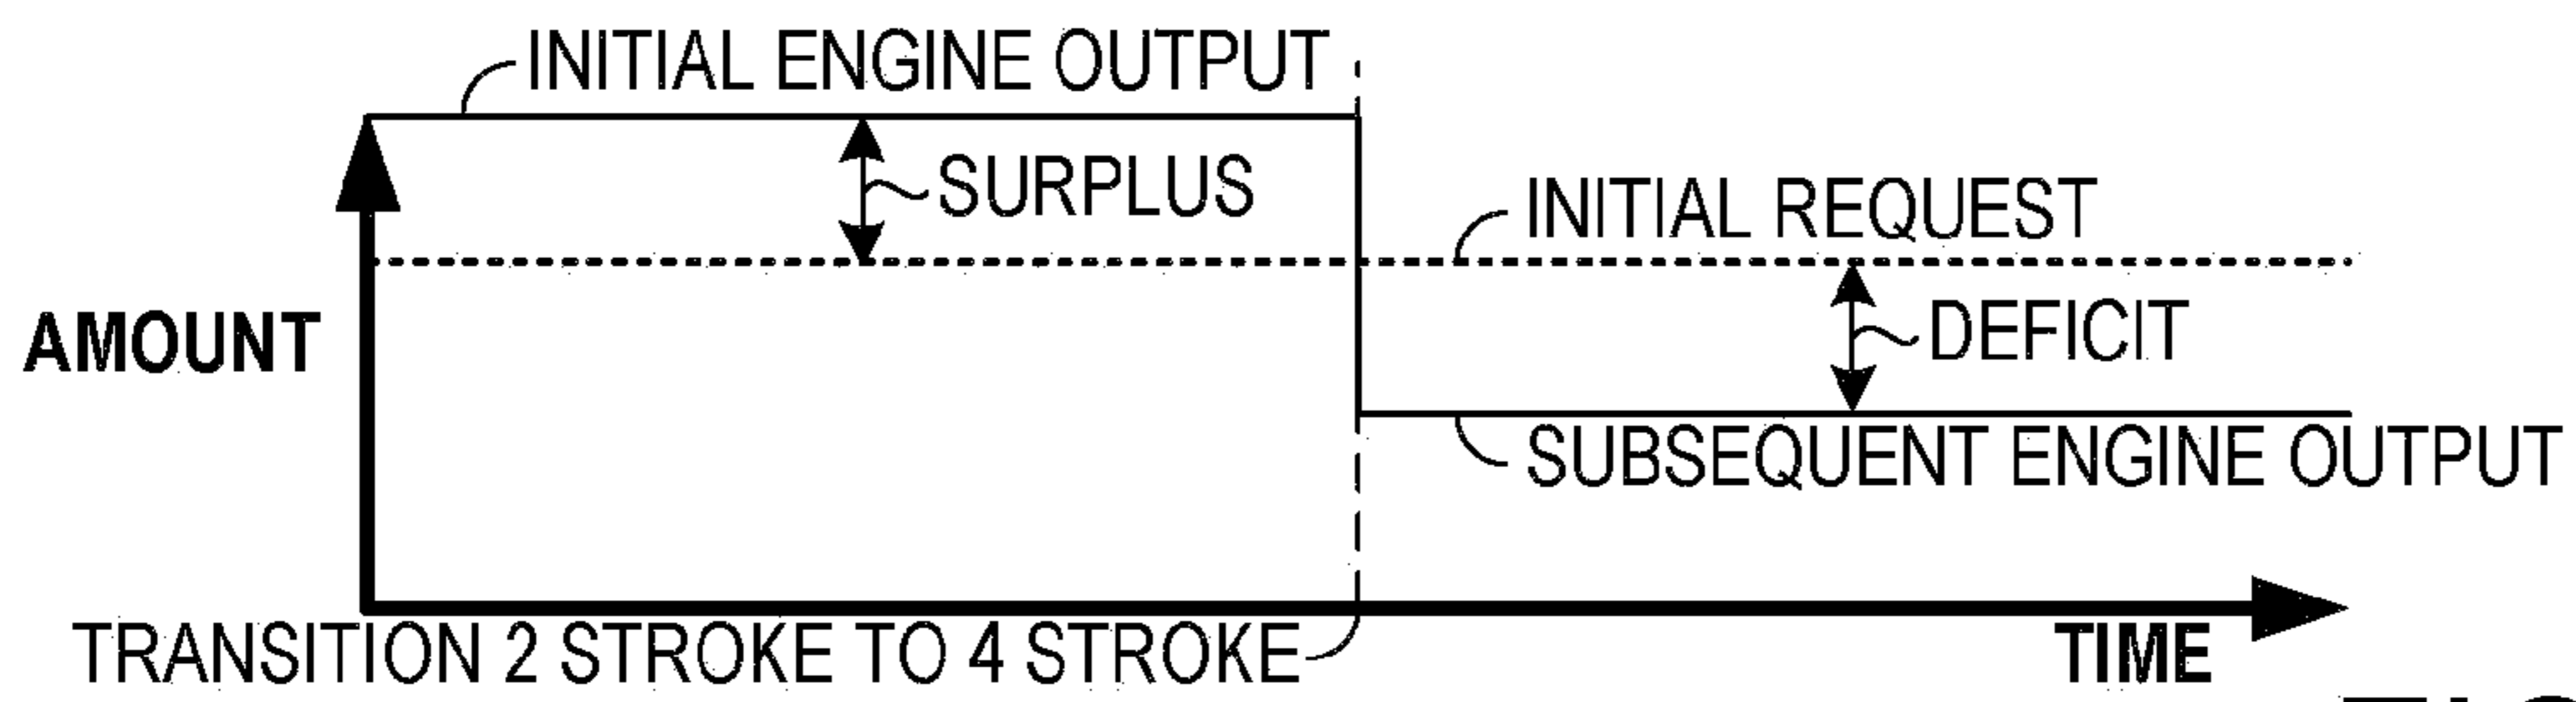 INITIAL ENGINE OUTPUT
SURPLUS
INITIAL REQUEST
AMOUNT
DEFICIT
SUBSEQUENT ENGINE OUTPUT
TRANSITION 2 STROKE TO 4 STROKE
TIME